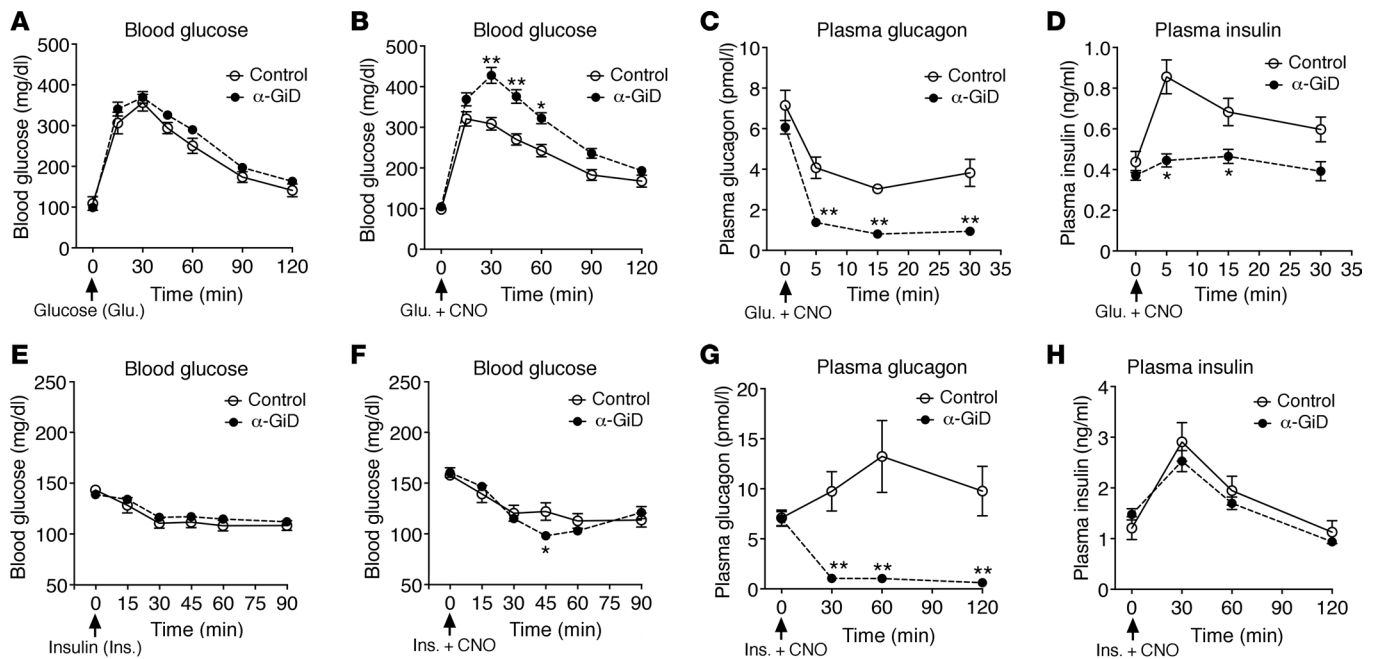 A
Blood glucose
Blood glucose (mg/dl)
500
400
300
200
100
0
Control
α-GiD
0 30 60 90 120
Time (min)
Glucose (Glu.)
B
Blood glucose
Blood glucose (mg/dl)
500
400
300
200
100
0
** ** *
Control
α-GiD
0 30 60 90 120
Time (min)
Glu. + CNO
C
Plasma glucagon
Plasma glucagon (pmol/l)
10
8
6
4
2
0
Control
α-GiD
** ** **
0 5 10 15 20 25 30 35
Time (min)
Glu. + CNO
D
Plasma insulin
Plasma insulin (ng/ml)
1.0
0.8
0.6
0.4
0.2
0
Control
α-GiD
* *
0 5 10 15 20 25 30 35
Time (min)
Glu. + CNO
E
Blood glucose
Blood glucose (mg/dl)
250
200
150
100
50
Control
α-GiD
0 15 30 45 60 75 90
Time (min)
Insulin (Ins.)
F
Blood glucose
Blood glucose (mg/dl)
250
200
150
100
50
Control
α-GiD
*
0 15 30 45 60 75 90
Time (min)
Ins. + CNO
G
Plasma glucagon
Plasma glucagon (pmol/l)
20
15
10
5
0
Control
α-GiD
** ** **
0 30 60 90 120
Time (min)
Ins. + CNO
H
Plasma insulin
Plasma insulin (ng/ml)
4
3
2
1
0
Control
α-GiD
0 30 60 90 120
Time (min)
Ins. + CNO